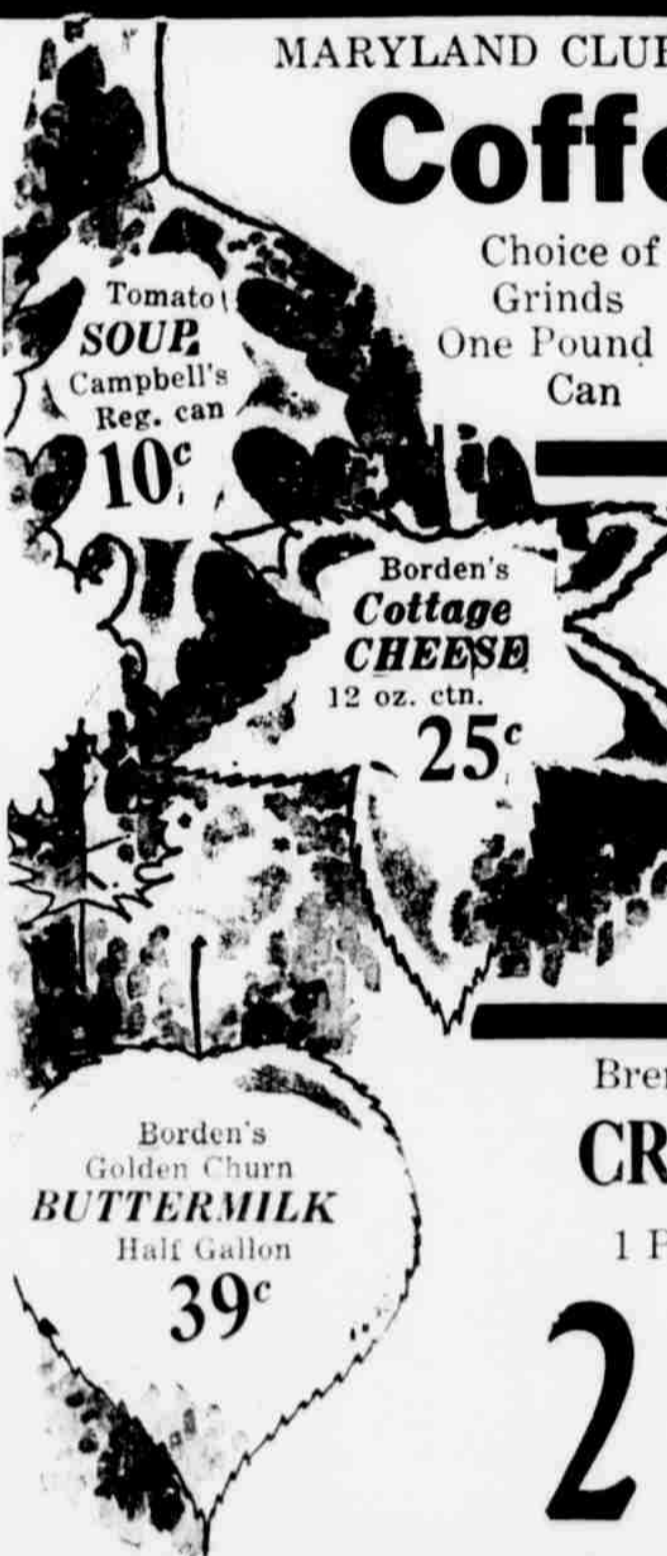 MARYLAND CLUB
Coffe
Choice of
Grinds
One Pound
Can
Tomato
SOUP
Campbell's
Reg. can
10c
Borden's
Cottage
CHEESE
12 oz. ctn.
25c
Borden's
Golden Churn
BUTTERMILK
Half Gallon
39c
Bre
CR
1 P
2